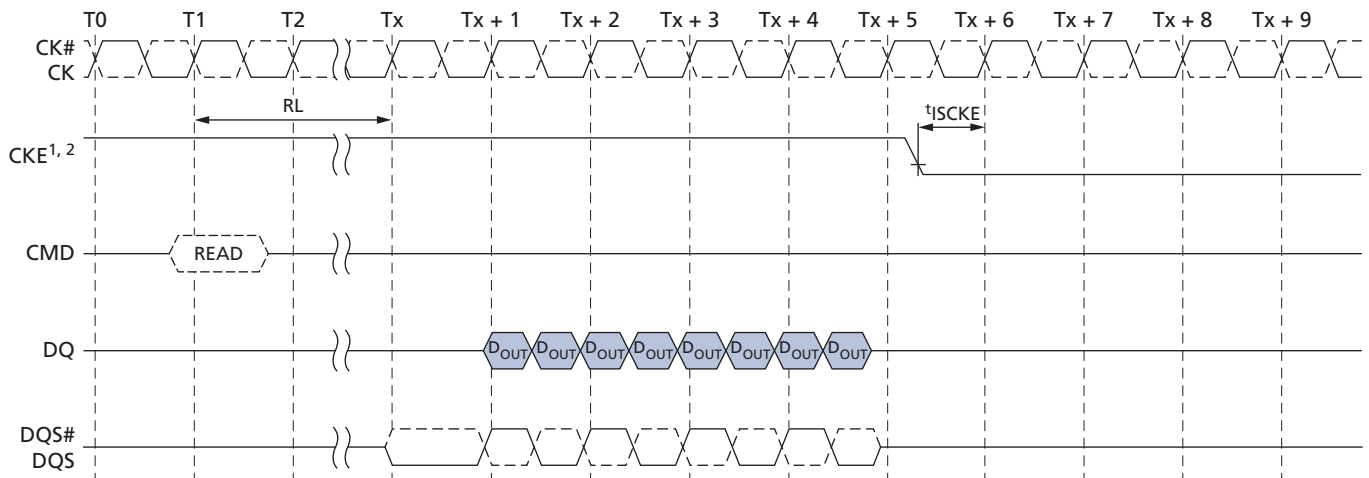 T0 T1 T2 Tx Tx + 1 Tx + 2 Tx + 3 Tx + 4 Tx + 5 Tx + 6 Tx + 7 Tx + 8 Tx + 9
CK#
CK
RL
tISCKE
CKE1, 2
CMD
READ
DQ
DOUT DOUT DOUT DOUT DOUT DOUT DOUT DOUT
DQS#
DQS